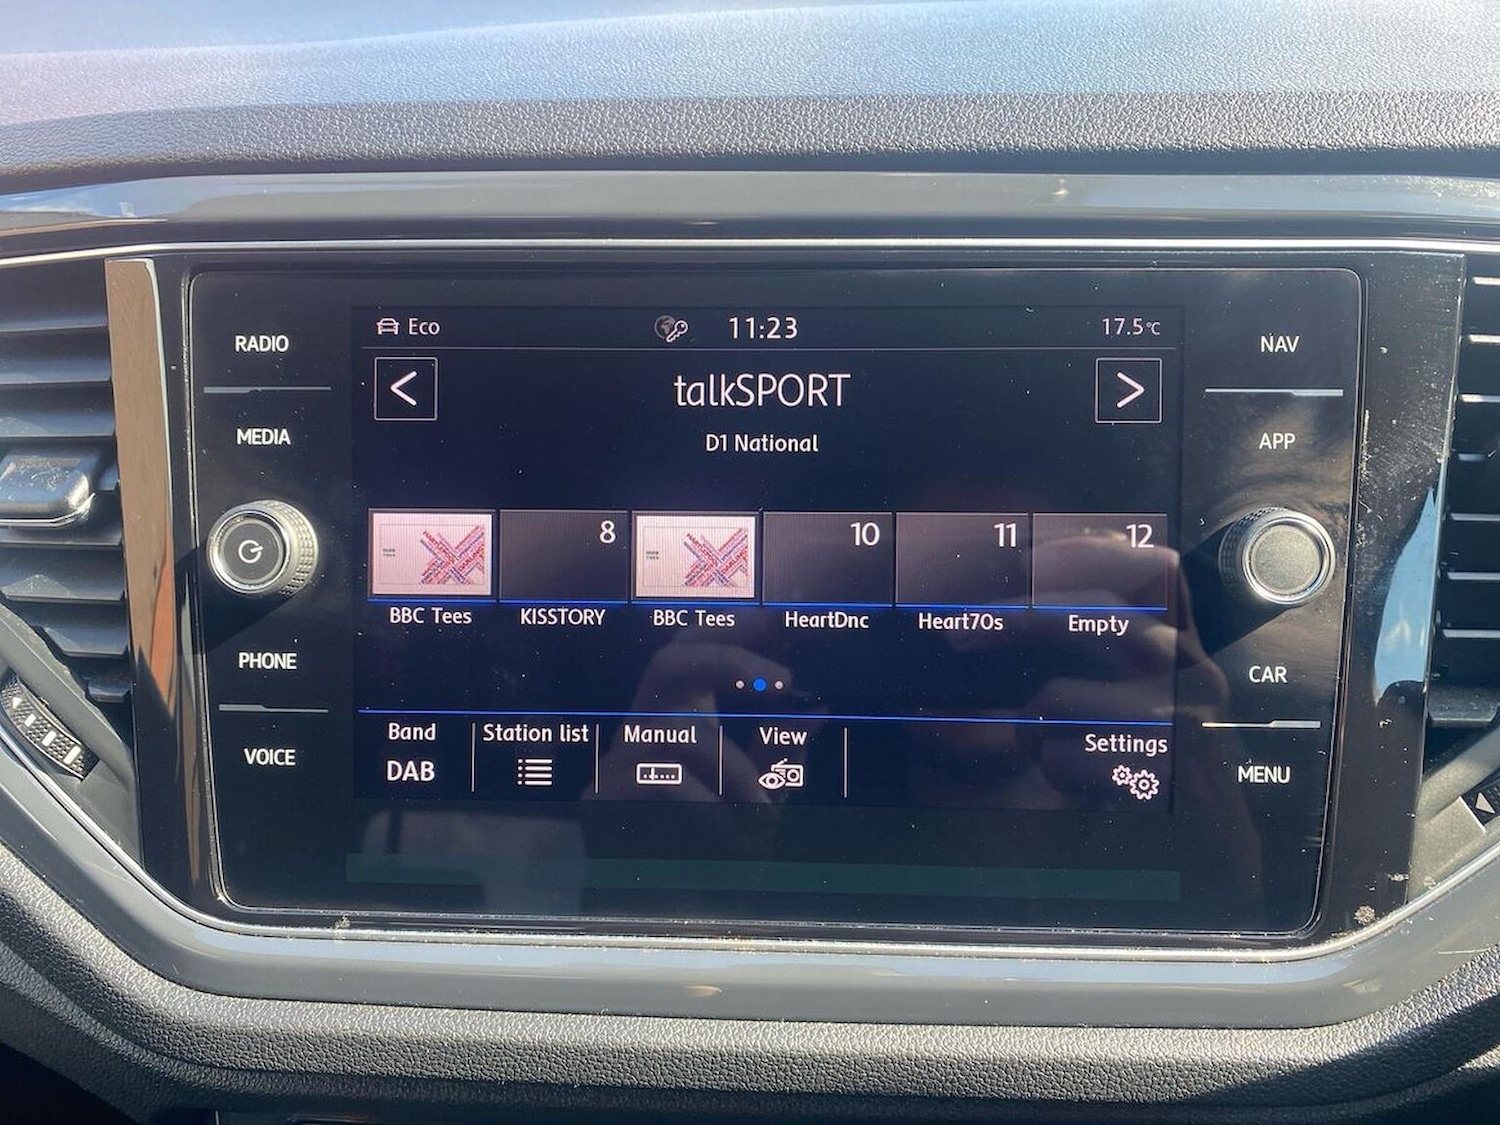 RADIO
MEDIA
PHONE
VOICE
Eco
11:23
17.5°C
talkSPORT
D1 National
8
10
11
12
BBC Tees
KISSTORY
BBC Tees
HeartDnc
Heart70s
Empty
Band
Station list
Manual
View
Settings
DAB
NAV
APP
CAR
MENU